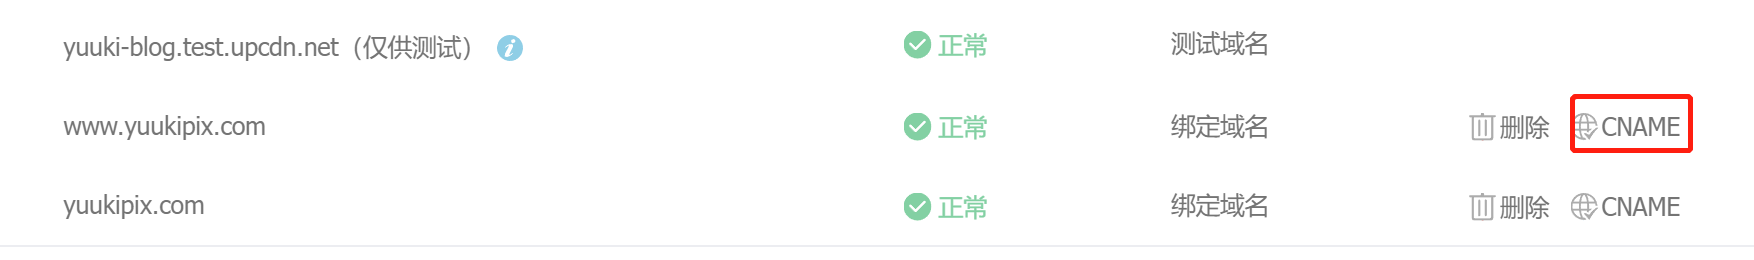 yuuki-blog.test.upcdn.net（仅供测试） 正常 测试域名
www.yuukipix.com 正常 绑定域名 删除 CNAME
yuukipix.com 正常 绑定域名 删除 CNAME